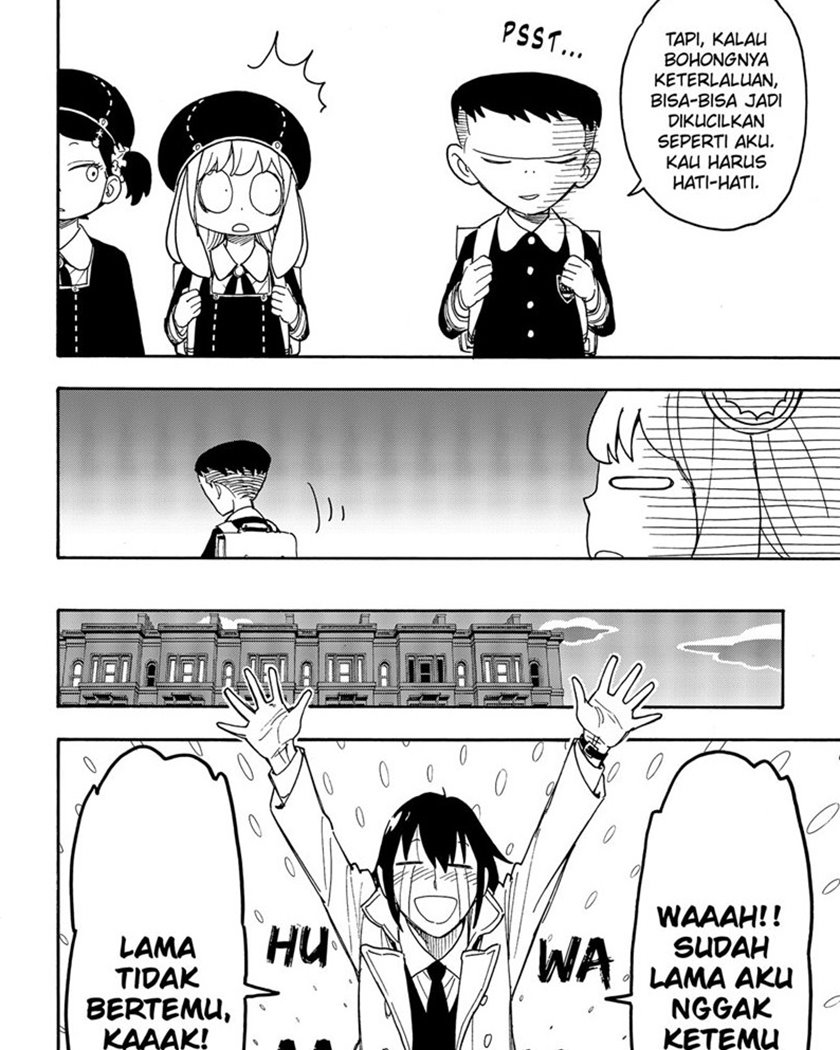 PSST...
TAPI, KALAU
BOHONGNYA
KETERLALUAN,
BISA-BISA JADI
DIKUCILKAN
SEPERTI AKU.
KAU HARUS
HATI-HATI.
WAAAH!!
SUDAH
LAMA AKU
NGGAK
KETEMU
WA
HU
LAMA
TIDAK
BERTEMU,
KAAAK!